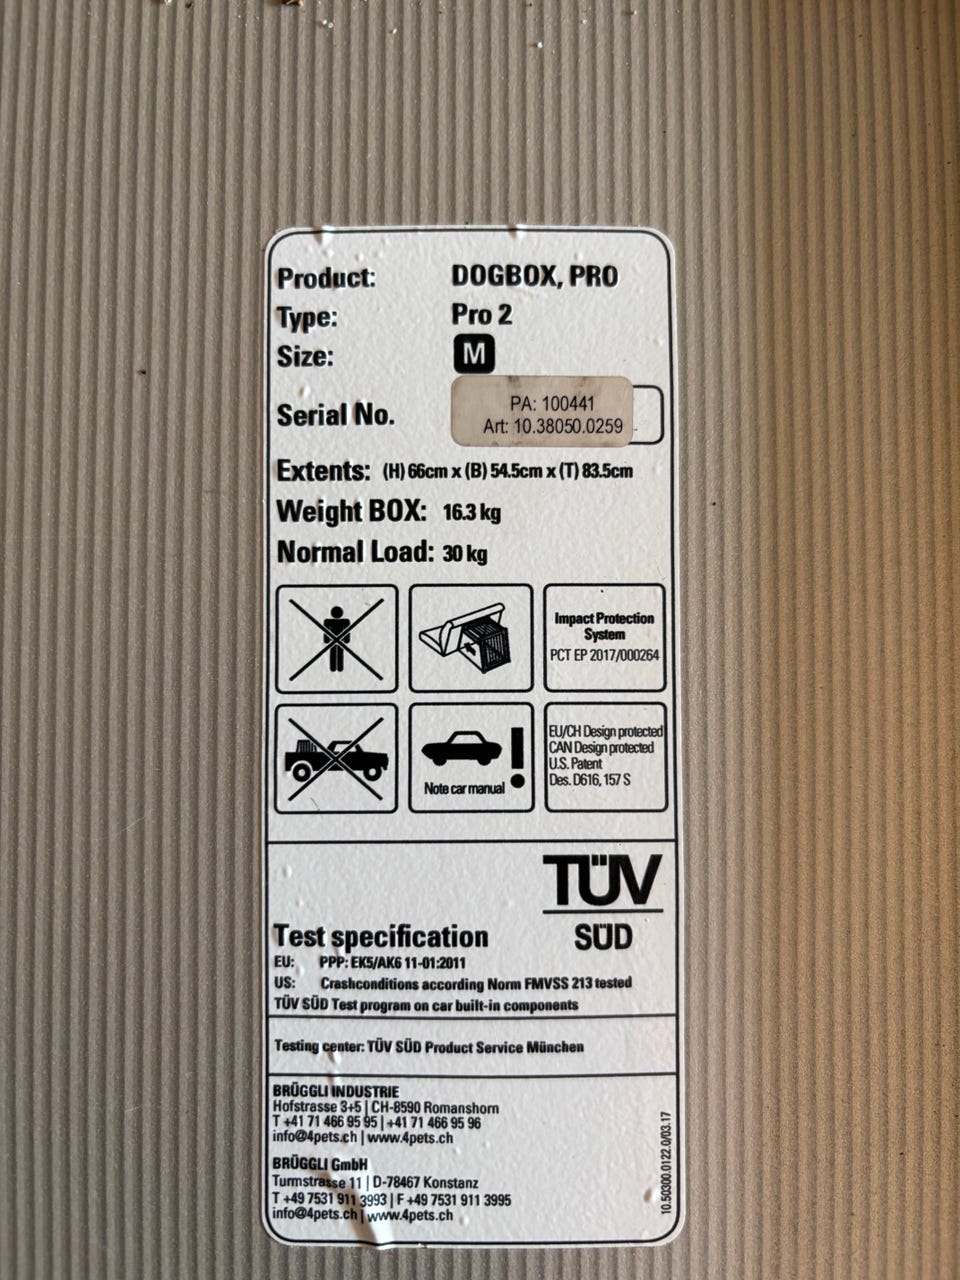 Product: DOGBOX, PRO
Type: Pro 2
Size: M
Serial No.
PA: 100441
Art: 10.38050.0259
Extents: (H) 66cm x (B) 54.5cm x (T) 83.5cm
Weight BOX: 16.3 kg
Normal Load: 30 kg
Impact Protection
System
PCT EP 2017/000264
Note car manual
EU/CH Design protected
CAN Design protected
U.S. Patent
Des. D616, 157 S
TÜV
SÜD
Test specification
EU: PPP: EK5/AK6 11-01:2011
US: Crashconditions according Norm FMVSS 213 tested
TÜV SÜD Test program on car built-in components
Testing center: TÜV SÜD Product Service München
BRÜGGLI INDUSTRIE
Hofstrasse 3+5 | CH-8590 Romanshorn
T +41 71 466 95 95 | +41 71 466 95 96
info@4pets.ch | www.4pets.ch
BRÜGGLI GmbH
Turmstrasse 11 | D-78467 Konstanz
T +49 7531 911 3993 | F +49 7531 911 3995
info@4pets.ch | www.4pets.ch
10.50300.0122.0/03.17